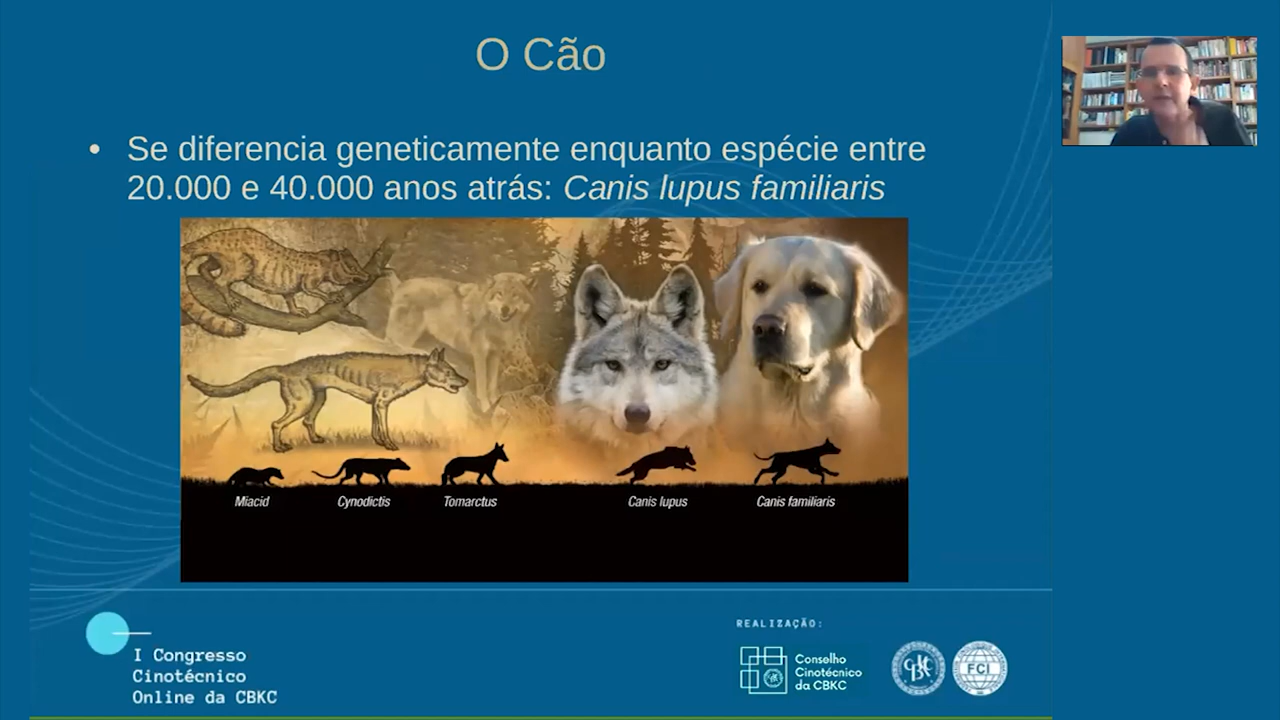 O Cão
• Se diferencia geneticamente enquanto espécie entre
20.000 e 40.000 anos atrás: Canis lupus familiaris
Miacid
Cynodictis
Tomarctus
Canis lupus
Canis familiaris
I Congresso
Cinotécnico
Online da CBKC
REALIZAÇÃO:
Conselho
Cinotécnico
da CBKC
FCI